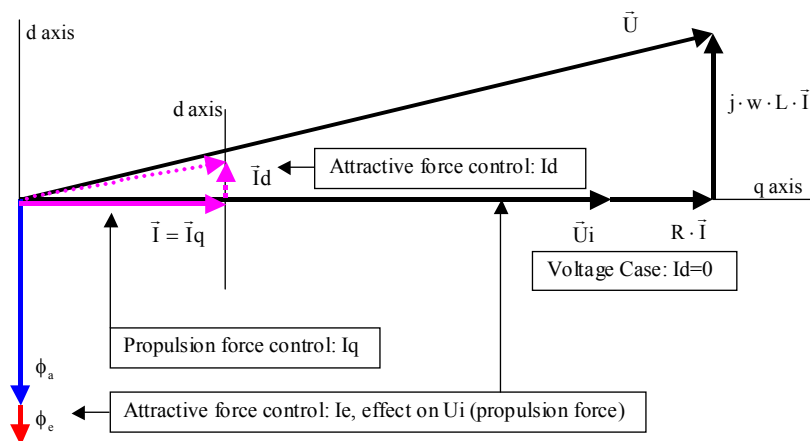 d axis
U⃗
j · w · L · I⃗
d axis
I⃗d
Attractive force control: Id
q axis
I⃗ = I⃗q
U⃗i
R · I⃗
Voltage Case: Id=0
Propulsion force control: Iq
ϕₐ
ϕₑ
Attractive force control: Ie, effect on Ui (propulsion force)